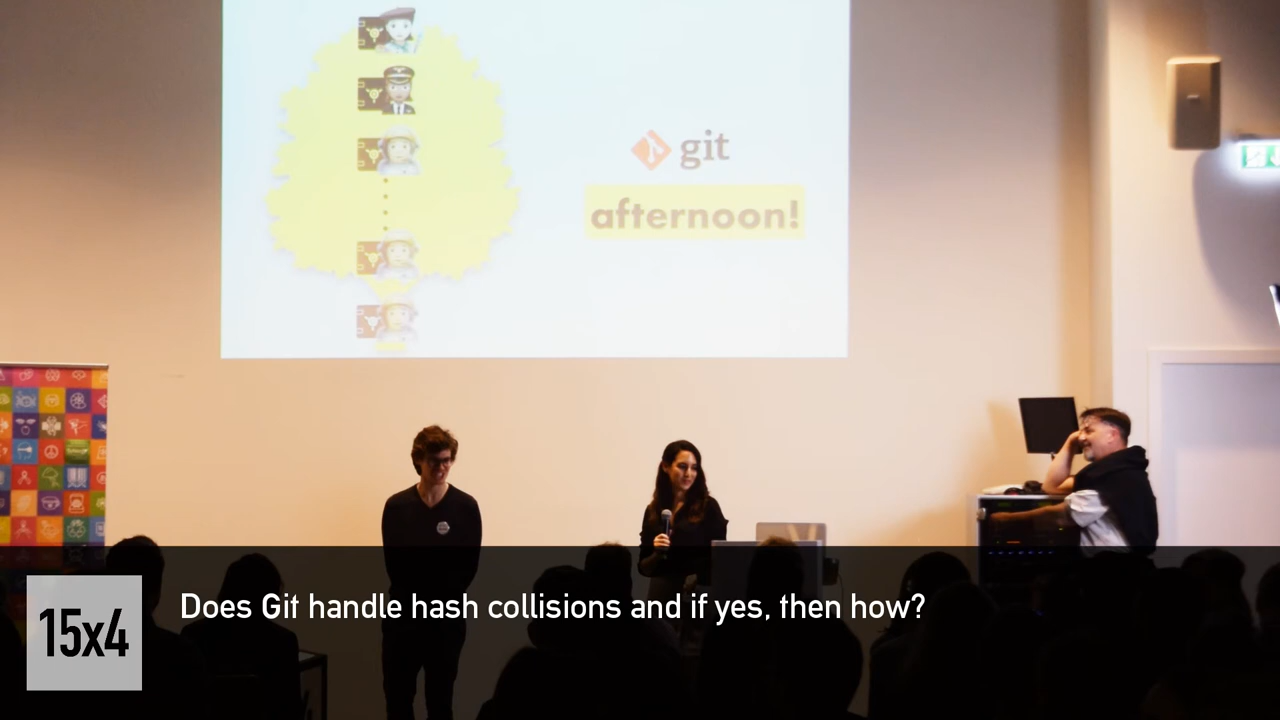 git
afternoon!
15x4
Does Git handle hash collisions and if yes, then how?